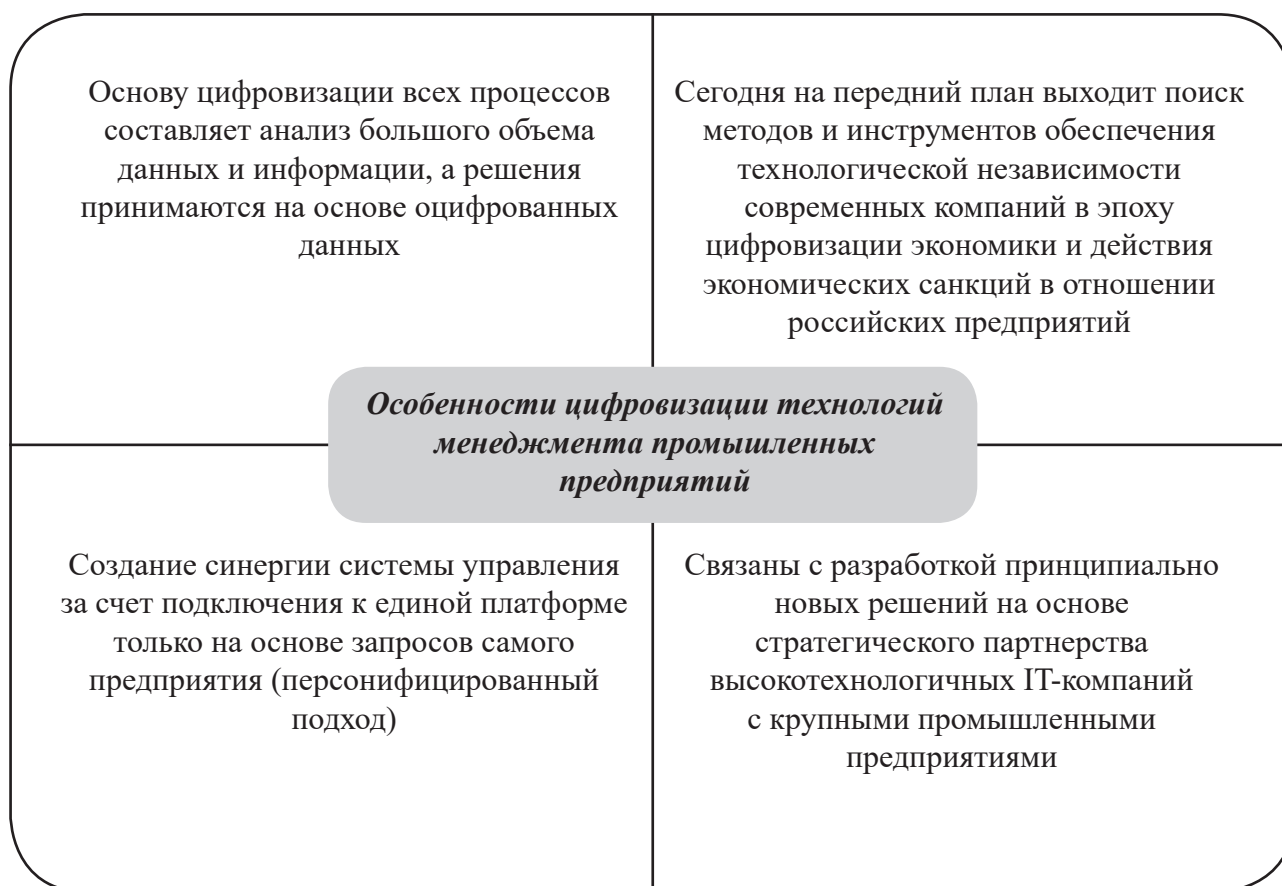 Основу цифровизации всех процессов
составляет анализ большого объема
данных и информации, а решения
принимаются на основе оцифрованных
данных
Сегодня на передний план выходит поиск
методов и инструментов обеспечения
технологической независимости
современных компаний в эпоху
цифровизации экономики и действия
экономических санкций в отношении
российских предприятий
Особенности цифровизации технологий
менеджмента промышленных
предприятий
Создание синергии системы управления
за счет подключения к единой платформе
только на основе запросов самого
предприятия (персонифицированный
подход)
Связаны с разработкой принципиально
новых решений на основе
стратегического партнерства
высокотехнологичных IT-компаний
с крупными промышленными
предприятиями